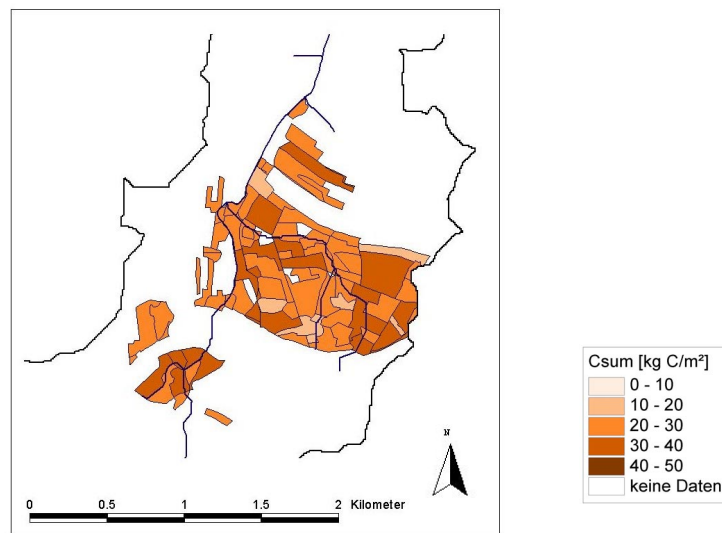 N
0 0.5 1 1.5 2 Kilometer
Csum [kg C/m²]
0 - 10
10 - 20
20 - 30
30 - 40
40 - 50
keine Daten